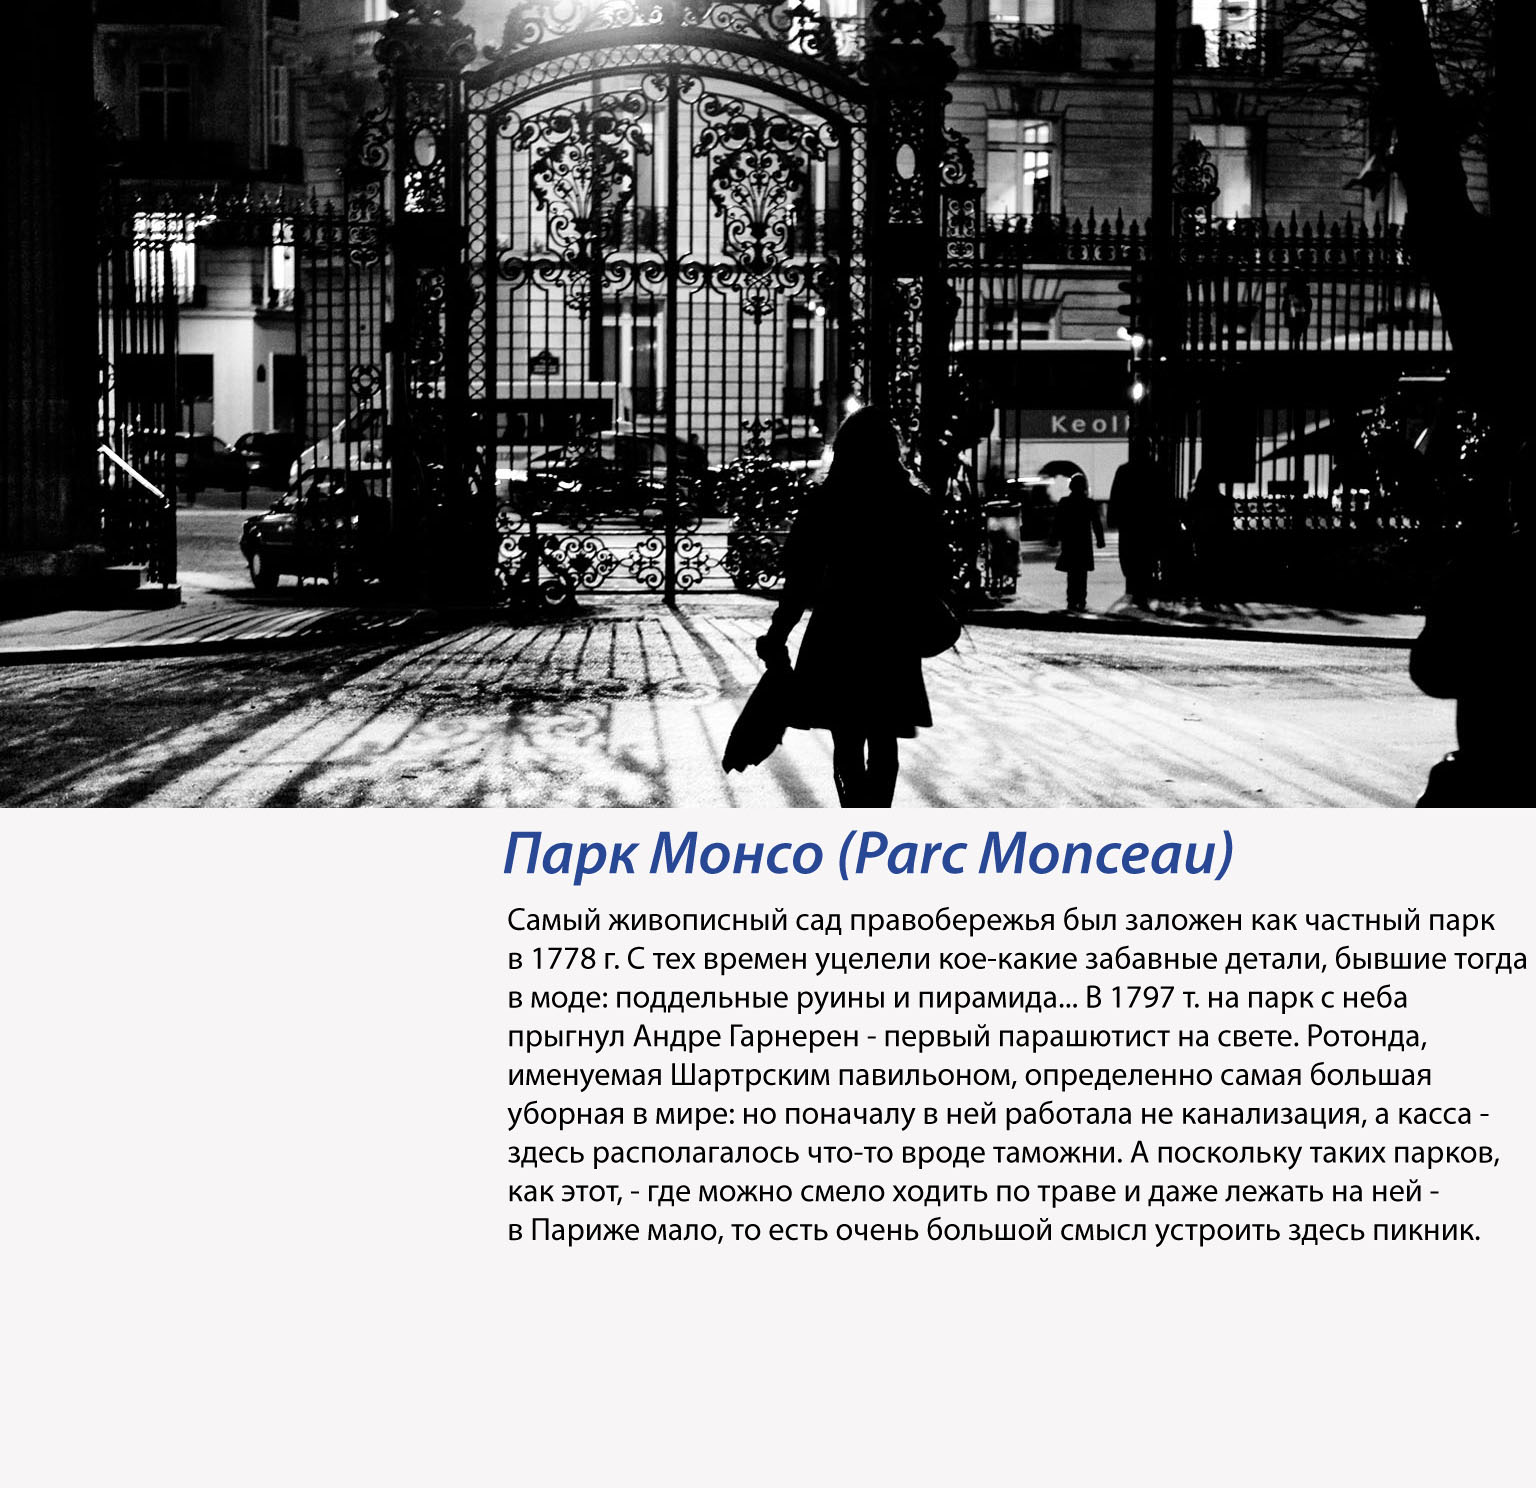 Keoli
Парк Монсо (Parc Monceau)
Самый живописный сад правобережья был заложен как частный парк
в 1778 г. С тех времен уцелели кое-какие забавные детали, бывшие тогда
в моде: поддельные руины и пирамида... В 1797 т. на парк с неба
прыгнул Андре Гарнерен - первый парашютист на свете. Ротонда,
именуемая Шартрским павильоном, определенно самая большая
уборная в мире: но поначалу в ней работала не канализация, а касса -
здесь располагалось что-то вроде таможни. А поскольку таких парков,
как этот, - где можно смело ходить по траве и даже лежать на ней -
в Париже мало, то есть очень большой смысл устроить здесь пикник.